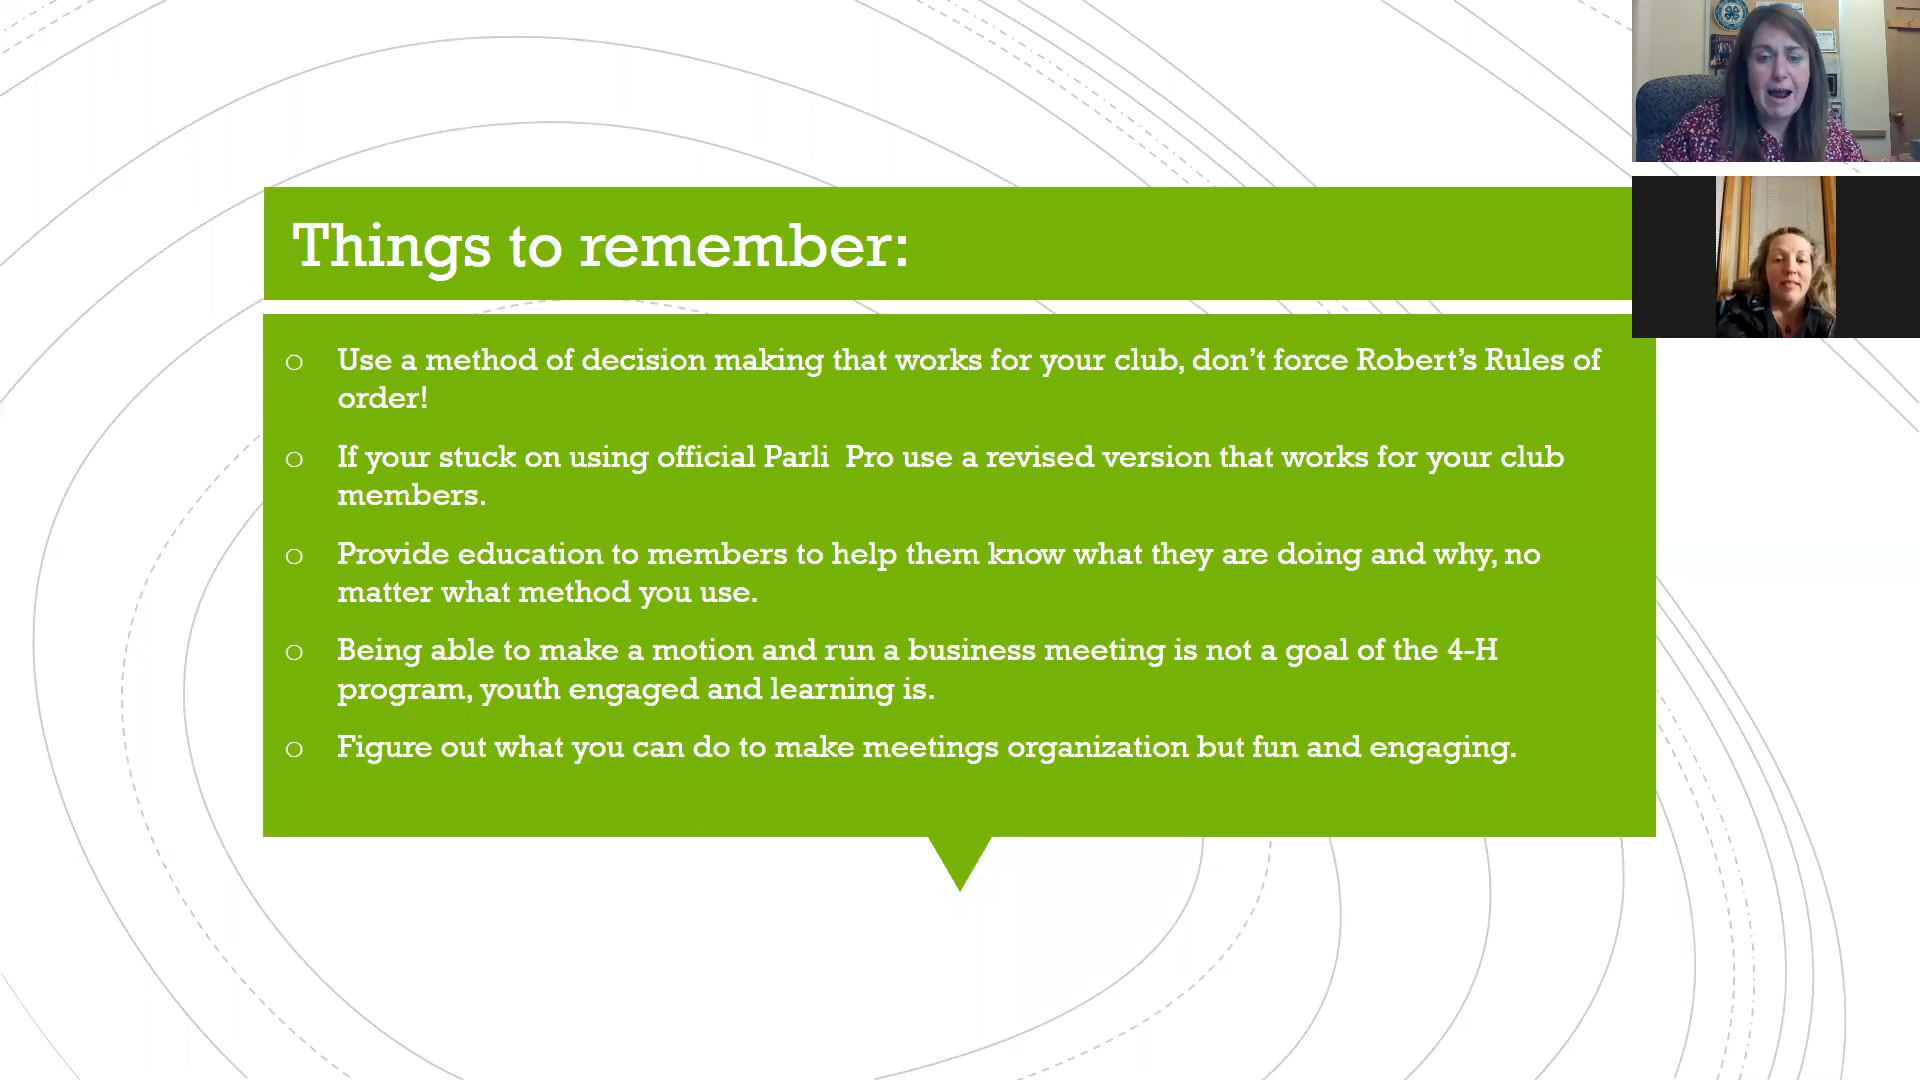 Things to remember:
o Use a method of decision making that works for your club, don't force Robert's Rules of
order!
o If your stuck on using official Parli  Pro use a revised version that works for your club
members.
o Provide education to members to help them know what they are doing and why, no
matter what method you use.
o Being able to make a motion and run a business meeting is not a goal of the 4-H
program, youth engaged and learning is.
o Figure out what you can do to make meetings organization but fun and engaging.